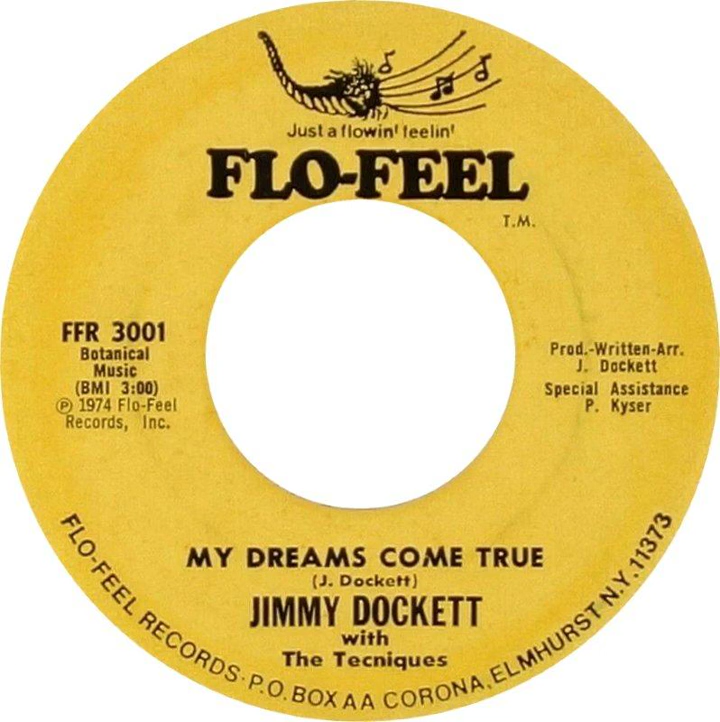 Just a flowin' feelin'
FLO-FEEL
T.M.
FFR 3001
Botanical
Music
(BMI 3:00)
℗ 1974 Flo-Feel
Records, Inc.
Prod.-Written-Arr.
J. Dockett
Special Assistance
P. Kyser
MY DREAMS COME TRUE
(J. Dockett)
JIMMY DOCKETT
with
The Tecniques
FLO-FEEL RECORDS·P.O. BOX AA CORONA, ELMHURST N.Y. 11373